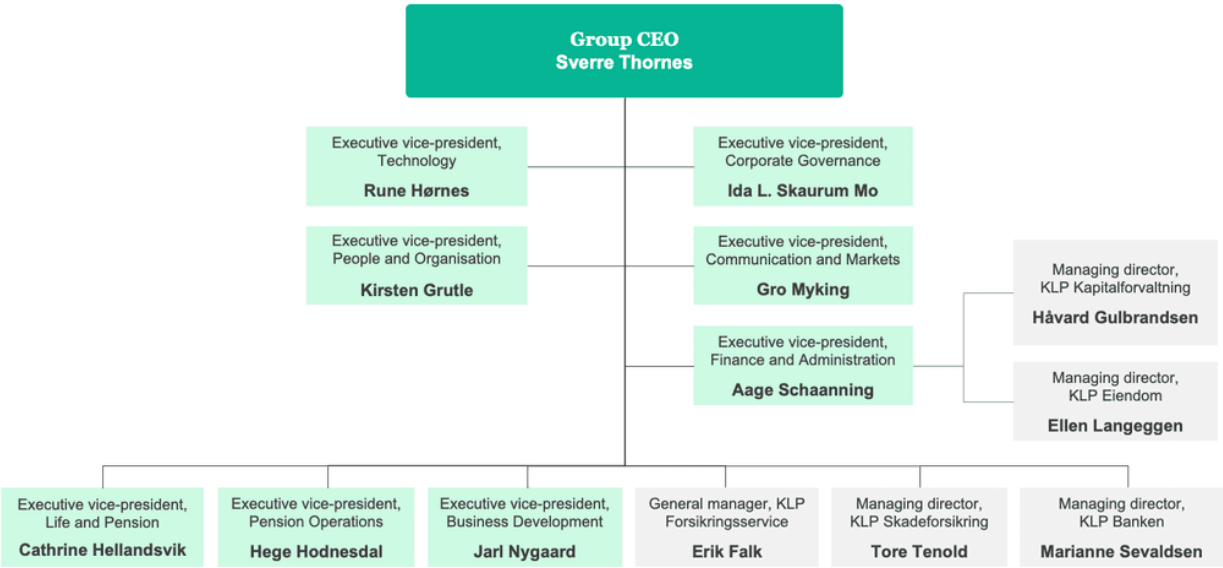 Group CEO
Sverre Thornes
Executive vice-president,
Technology
Rune Hørnes
Executive vice-president,
Corporate Governance
Ida L. Skaurum Mo
Executive vice-president,
People and Organisation
Kirsten Grutle
Executive vice-president,
Communication and Markets
Gro Myking
Managing director,
KLP Kapitalforvaltning
Håvard Gulbrandsen
Executive vice-president,
Finance and Administration
Aage Schaanning
Managing director,
KLP Eiendom
Ellen Langeggen
Executive vice-president,
Life and Pension
Cathrine Hellandsvik
Executive vice-president,
Pension Operations
Hege Hodnesdal
Executive vice-president,
Business Development
Jarl Nygaard
General manager, KLP
Forsikringsservice
Erik Falk
Managing director,
KLP Skadeforsikring
Tore Tenold
Managing director,
KLP Banken
Marianne Sevaldsen